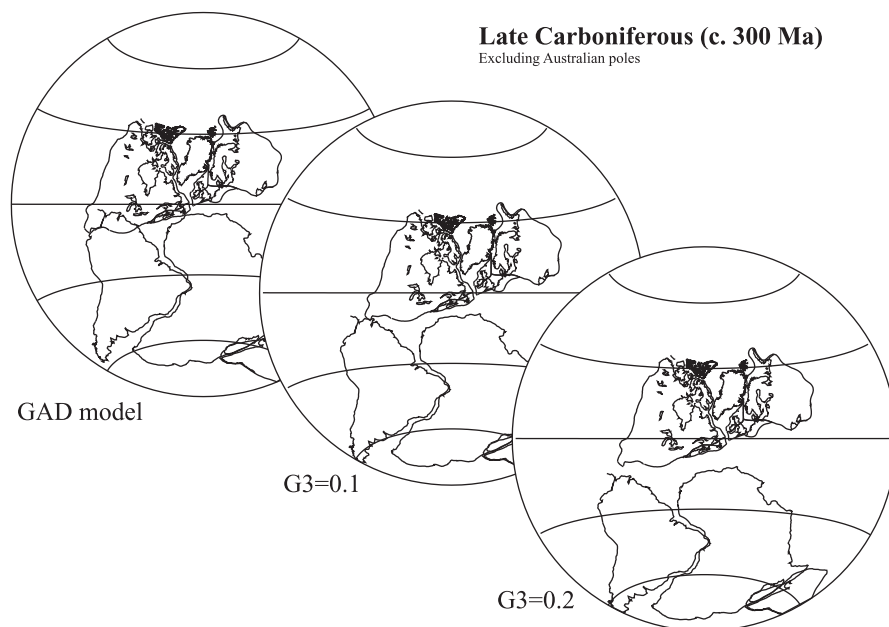 Late Carboniferous (c. 300 Ma)
Excluding Australian poles
GAD model
G3=0.1
G3=0.2